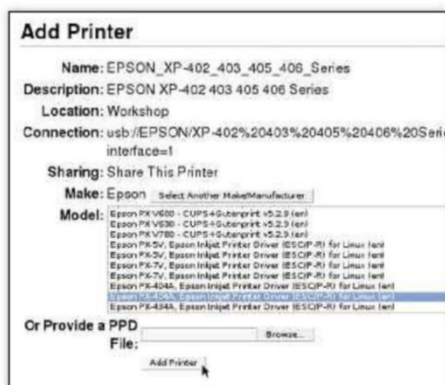 Add Printer
Name: EPSON_XP-402_403_405_406_Series
Description: EPSON XP-402 403 405 406 Series
Location: Workshop
Connection: usb://EPSON/XP-402%20403%20405%20406%20Serie
interface=1
Sharing: Share This Printer
Make: Epson Select Another Make/Manufacturer
Model: Epson PX-V600 - CUPS+Gutenprint v5.2.9 (en)
Epson PX-V630 - CUPS+Gutenprint v5.2.9 (en)
Epson PX-V780 - CUPS+Gutenprint v5.2.9 (en)
Epson PX-5V, Epson Inkjet Printer Driver (ESC/P-R) for Linux (en)
Epson PX-5V, Epson Inkjet Printer Driver (ESC/P-R) for Linux (en)
Epson PX-7V, Epson Inkjet Printer Driver (ESC/P-R) for Linux (en)
Epson PX-7V, Epson Inkjet Printer Driver (ESC/P-R) for Linux (en)
Epson PX-404A, Epson Inkjet Printer Driver (ESC/P-R) for Linux (en)
Epson PX-404A, Epson Inkjet Printer Driver (ESC/P-R) for Linux (en)
Epson PX-434A, Epson Inkjet Printer Driver (ESC/P-R) for Linux (en)
Or Provide a PPD
File: Browse...
Add Printer